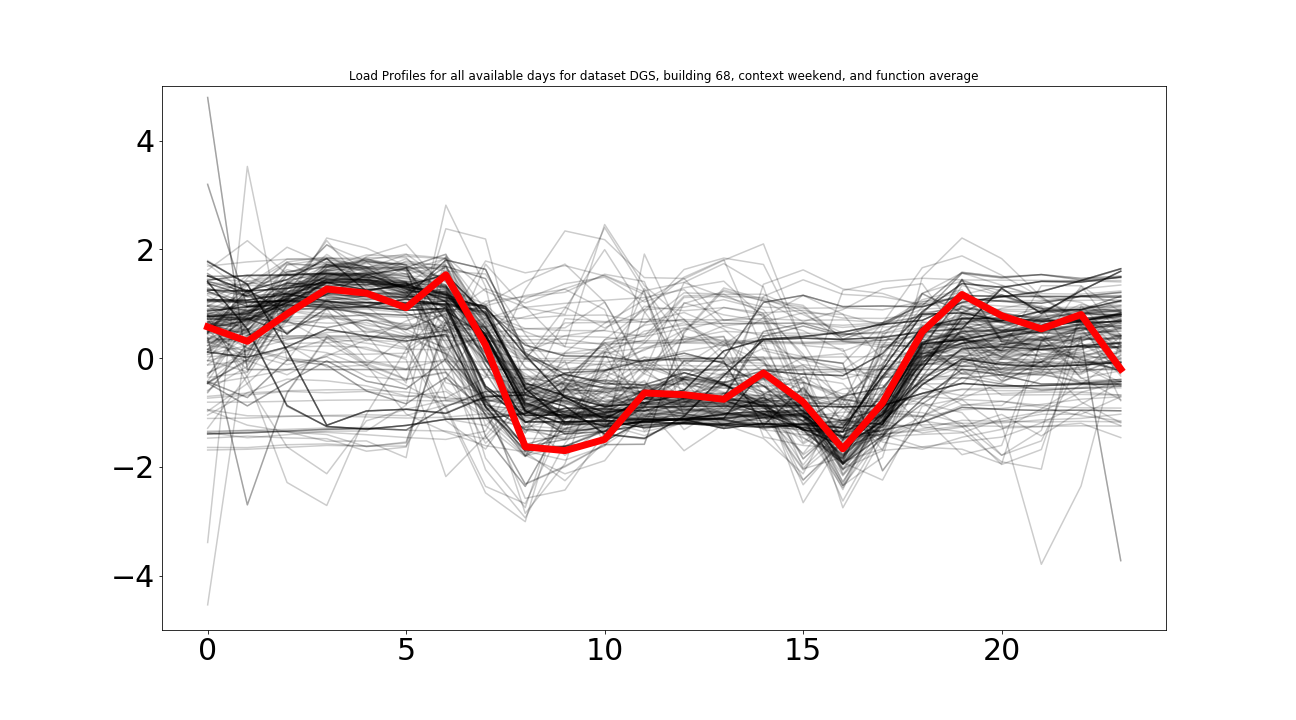 Load Profiles for all available days for dataset DGS, building 68, context weekend, and function average
4
2
0
−2
−4
0 5 10 15 20